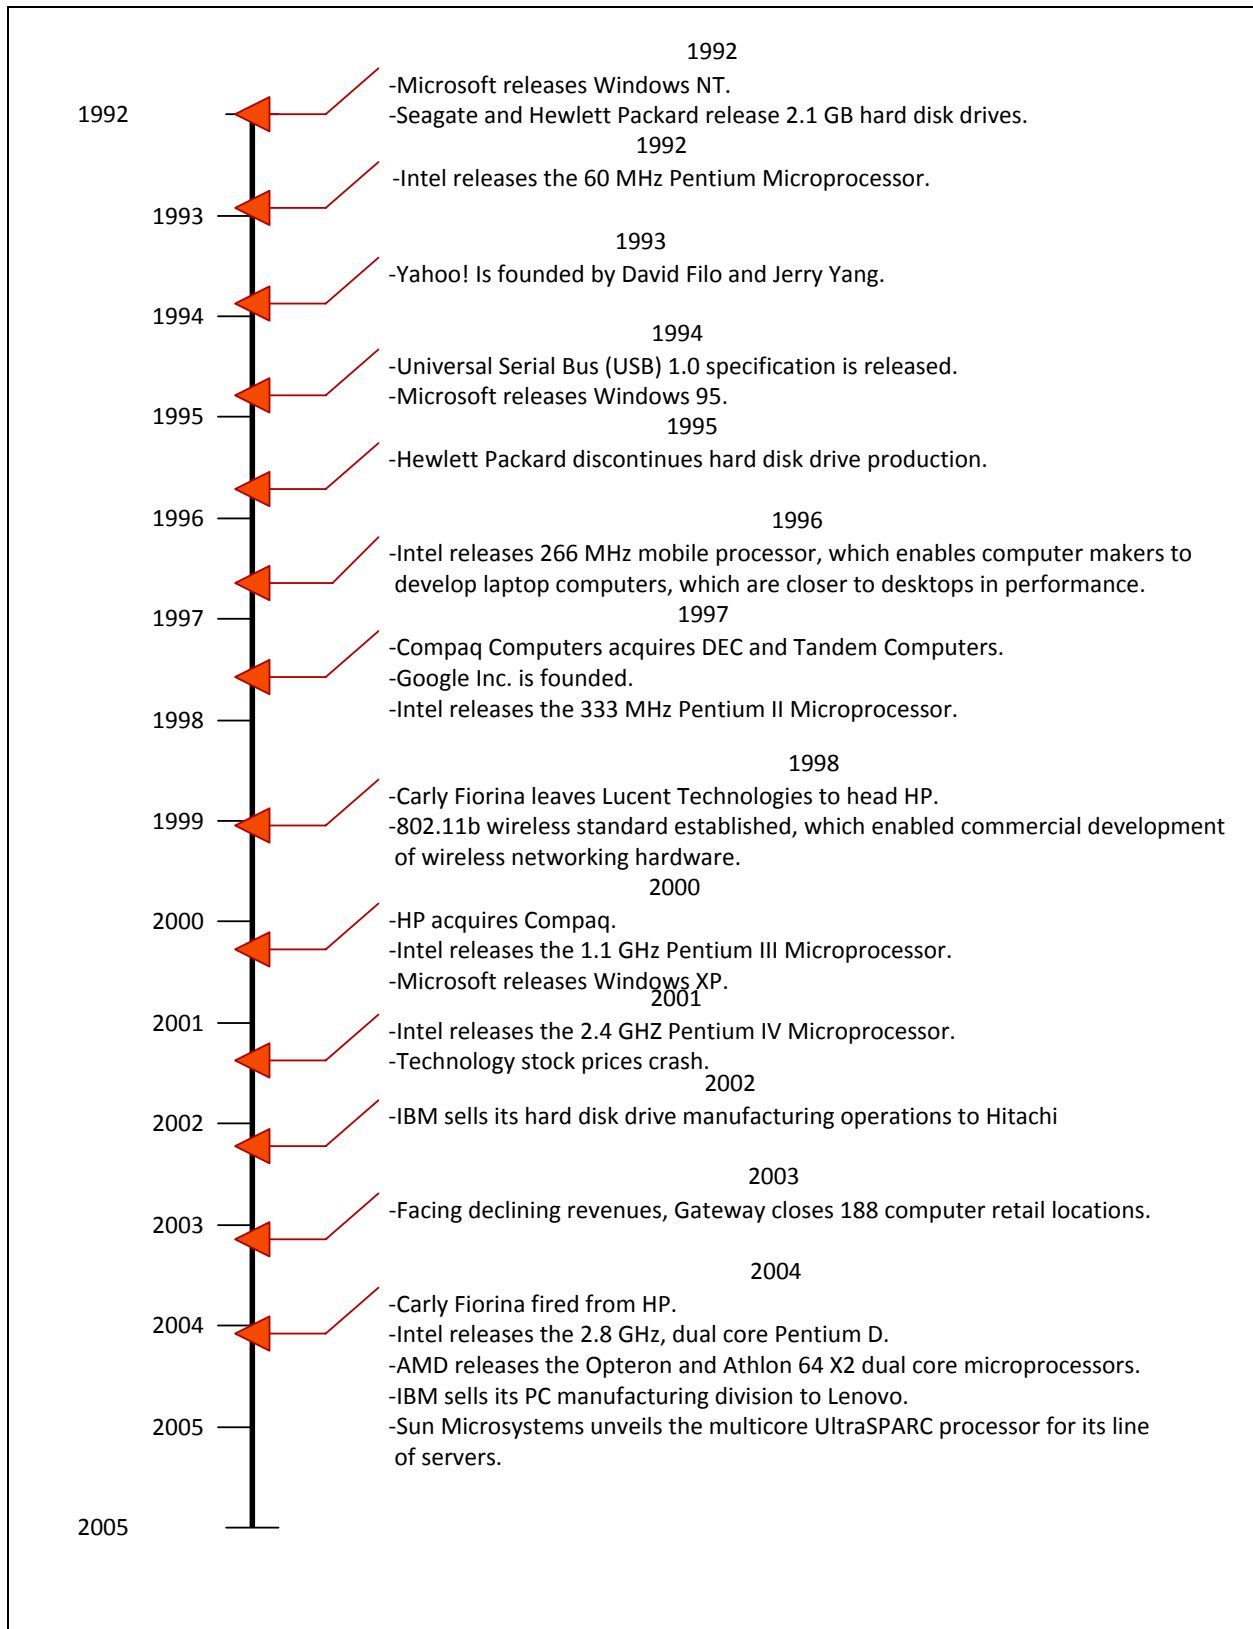 1992
-Microsoft releases Windows NT.
1992
-Seagate and Hewlett Packard release 2.1 GB hard disk drives.
1992
-Intel releases the 60 MHz Pentium Microprocessor.
1993
1993
-Yahoo! Is founded by David Filo and Jerry Yang.
1994
1994
-Universal Serial Bus (USB) 1.0 specification is released.
-Microsoft releases Windows 95.
1995
1995
-Hewlett Packard discontinues hard disk drive production.
1996
1996
-Intel releases 266 MHz mobile processor, which enables computer makers to
develop laptop computers, which are closer to desktops in performance.
1997
1997
-Compaq Computers acquires DEC and Tandem Computers.
-Google Inc. is founded.
-Intel releases the 333 MHz Pentium II Microprocessor.
1998
1998
-Carly Fiorina leaves Lucent Technologies to head HP.
1999
-802.11b wireless standard established, which enabled commercial development
of wireless networking hardware.
2000
-HP acquires Compaq.
2000
-Intel releases the 1.1 GHz Pentium III Microprocessor.
-Microsoft releases Windows XP.
2001
2001
-Intel releases the 2.4 GHZ Pentium IV Microprocessor.
-Technology stock prices crash.
2002
-IBM sells its hard disk drive manufacturing operations to Hitachi
2002
2003
-Facing declining revenues, Gateway closes 188 computer retail locations.
2003
2004
-Carly Fiorina fired from HP.
2004
-Intel releases the 2.8 GHz, dual core Pentium D.
-AMD releases the Opteron and Athlon 64 X2 dual core microprocessors.
-IBM sells its PC manufacturing division to Lenovo.
2005
-Sun Microsystems unveils the multicore UltraSPARC processor for its line
of servers.
2005